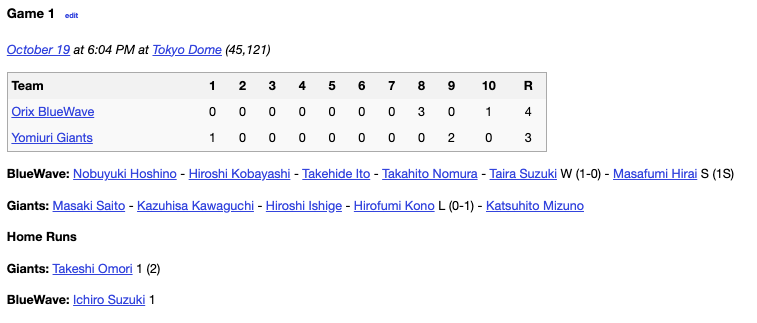 Game 1 edit
October 19 at 6:04 PM at Tokyo Dome (45,121)
Team 1 2 3 4 5 6 7 8 9 10 R
Orix BlueWave 0 0 0 0 0 0 0 3 0 1 4
Yomiuri Giants 1 0 0 0 0 0 0 0 2 0 3
BlueWave: Nobuyuki Hoshino - Hiroshi Kobayashi - Takehide Ito - Takahito Nomura - Taira Suzuki W (1-0) - Masafumi Hirai S (1S)
Giants: Masaki Saito - Kazuhisa Kawaguchi - Hiroshi Ishige - Hirofumi Kono L (0-1) - Katsuhito Mizuno
Home Runs
Giants: Takeshi Omori 1 (2)
BlueWave: Ichiro Suzuki 1